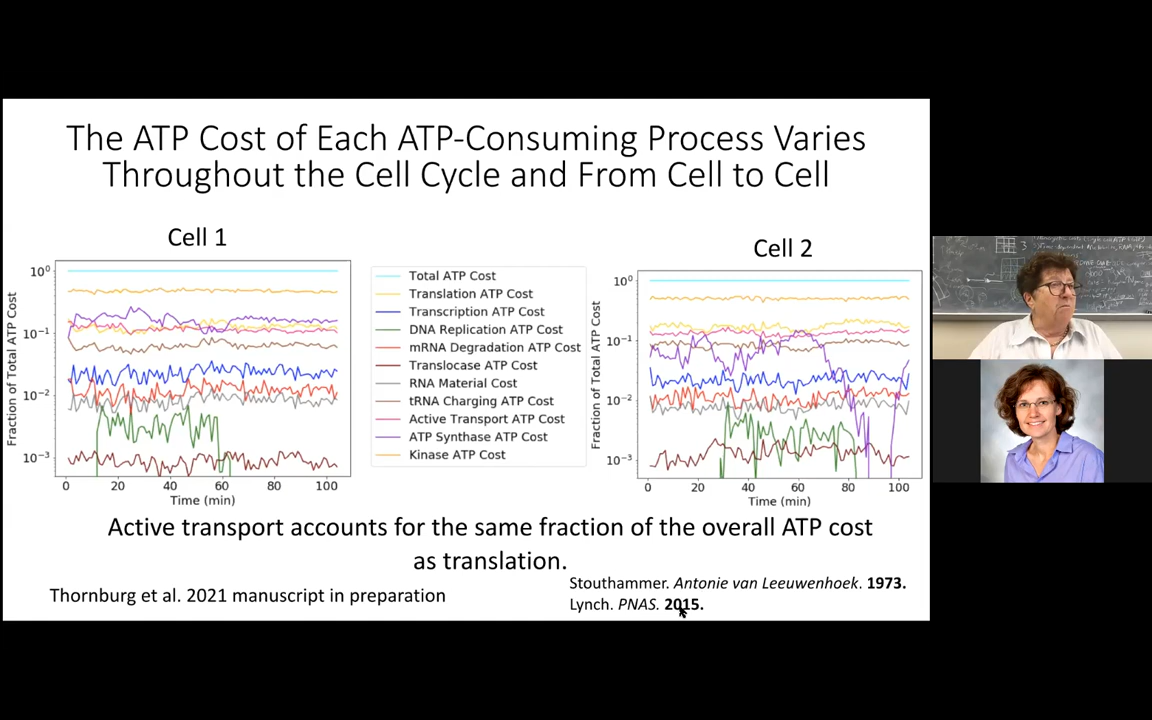 The ATP Cost of Each ATP-Consuming Process Varies
Throughout the Cell Cycle and From Cell to Cell
Cell 1
Fraction of Total ATP Cost
10⁰
10⁻¹
10⁻²
10⁻³
0 20 40 60 80 100
Time (min)
Total ATP Cost
Translation ATP Cost
Transcription ATP Cost
DNA Replication ATP Cost
mRNA Degradation ATP Cost
Translocase ATP Cost
RNA Material Cost
tRNA Charging ATP Cost
Active Transport ATP Cost
ATP Synthase ATP Cost
Kinase ATP Cost
Cell 2
Fraction of Total ATP Cost
10⁰
10⁻¹
10⁻²
10⁻³
0 20 40 60 80 100
Time (min)
Active transport accounts for the same fraction of the overall ATP cost
as translation.
Thornburg et al. 2021 manuscript in preparation
Stouthammer. Antonie van Leeuwenhoek. 1973.
Lynch. PNAS. 2015.
3